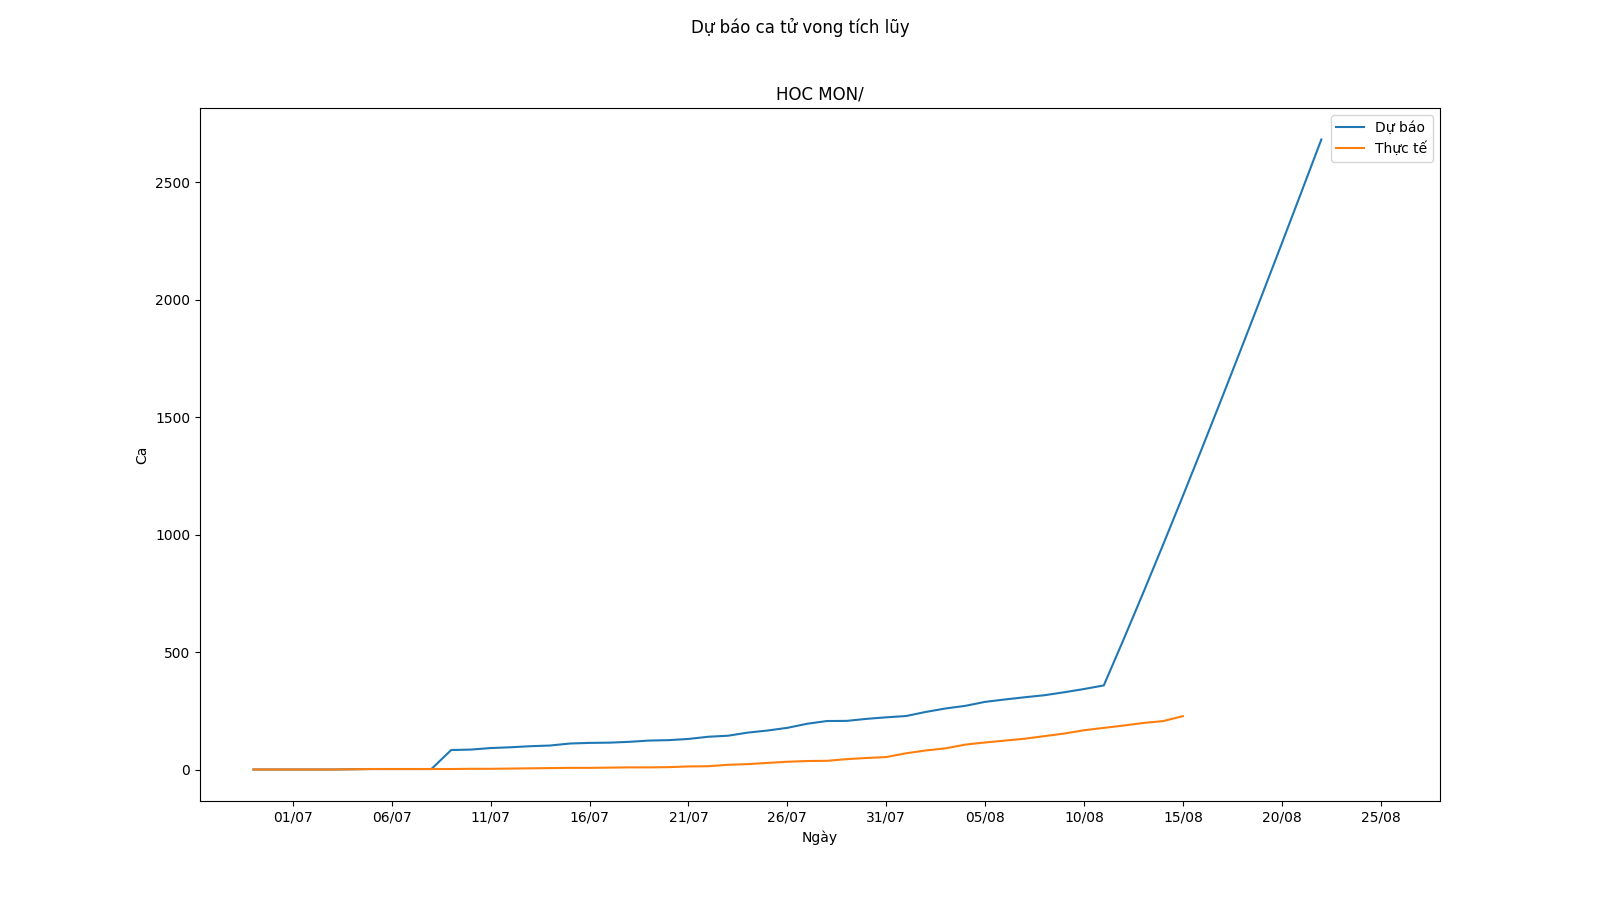 Dự báo ca tử vong tích lũy
HOC MON/
Dự báo
Thực tế
2500
2000
1500
1000
500
0
Ca
01/07 06/07 11/07 16/07 21/07 26/07 31/07 05/08 10/08 15/08 20/08 25/08
Ngày